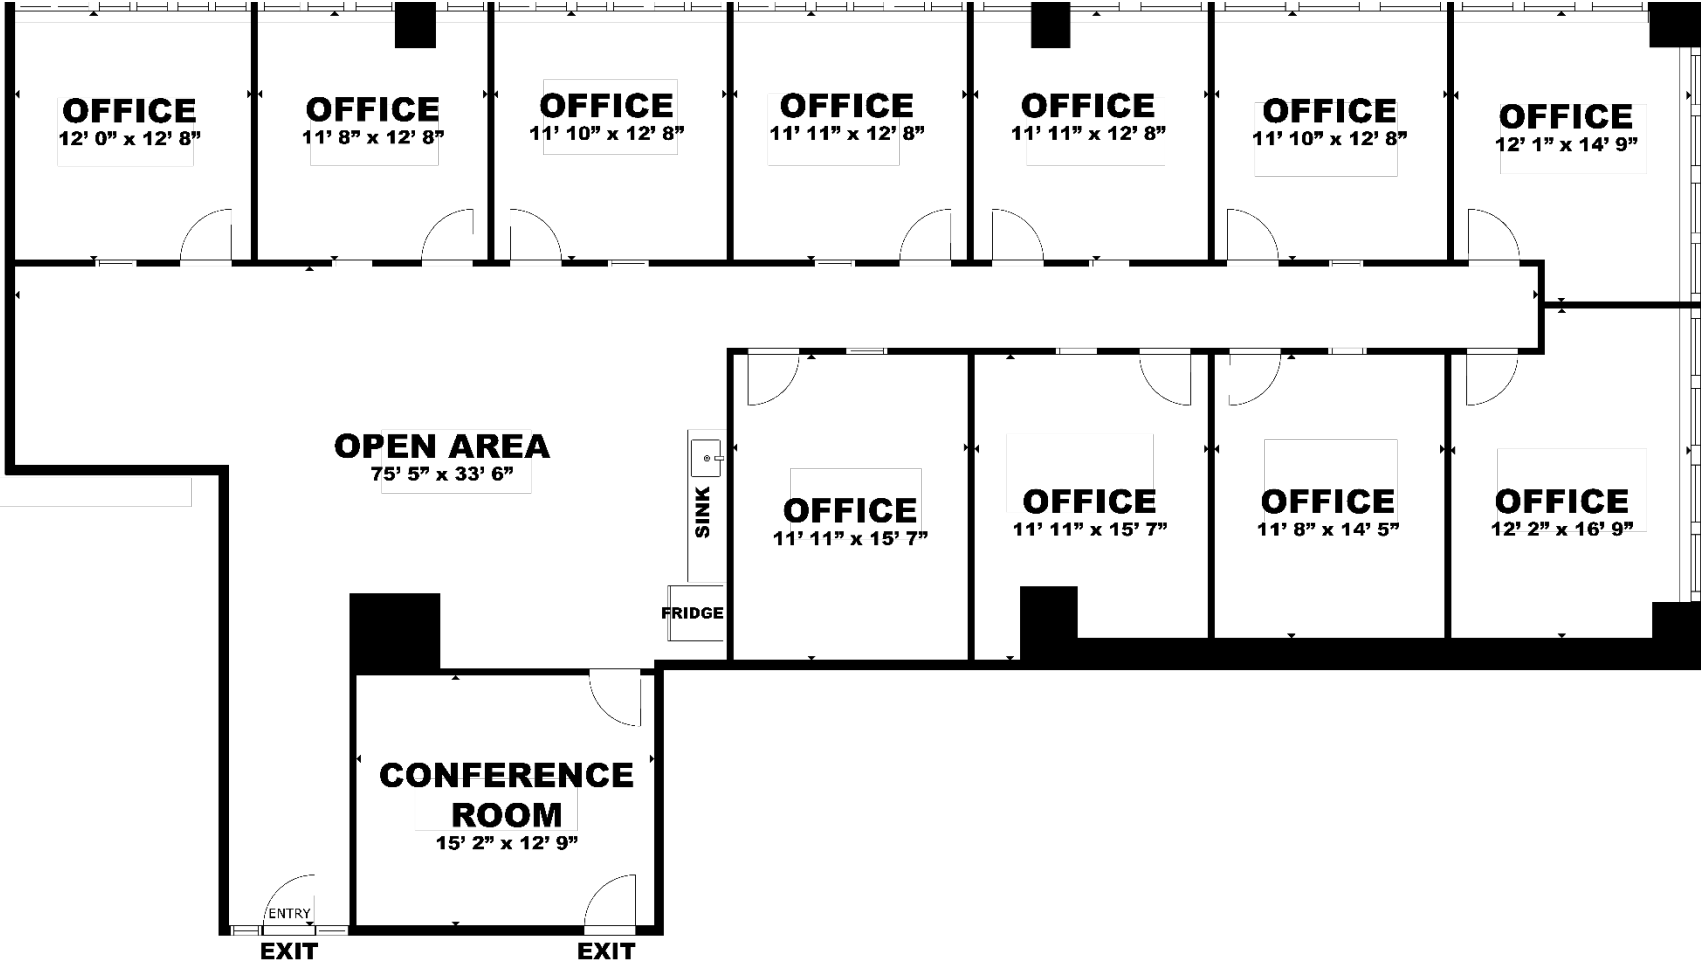 OFFICE
12’ 0” x 12’ 8”
OFFICE
11’ 8” x 12’ 8”
OFFICE
11’ 10” x 12’ 8”
OFFICE
11’ 11” x 12’ 8”
OFFICE
11’ 11” x 12’ 8”
OFFICE
11’ 10” x 12’ 8”
OFFICE
12’ 1” x 14’ 9”
OPEN AREA
75’ 5” x 33’ 6”
SINK
FRIDGE
OFFICE
11’ 11” x 15’ 7”
OFFICE
11’ 11” x 15’ 7”
OFFICE
11’ 8” x 14’ 5”
OFFICE
12’ 2” x 16’ 9”
CONFERENCE
ROOM
15’ 2” x 12’ 9”
ENTRY
EXIT
EXIT